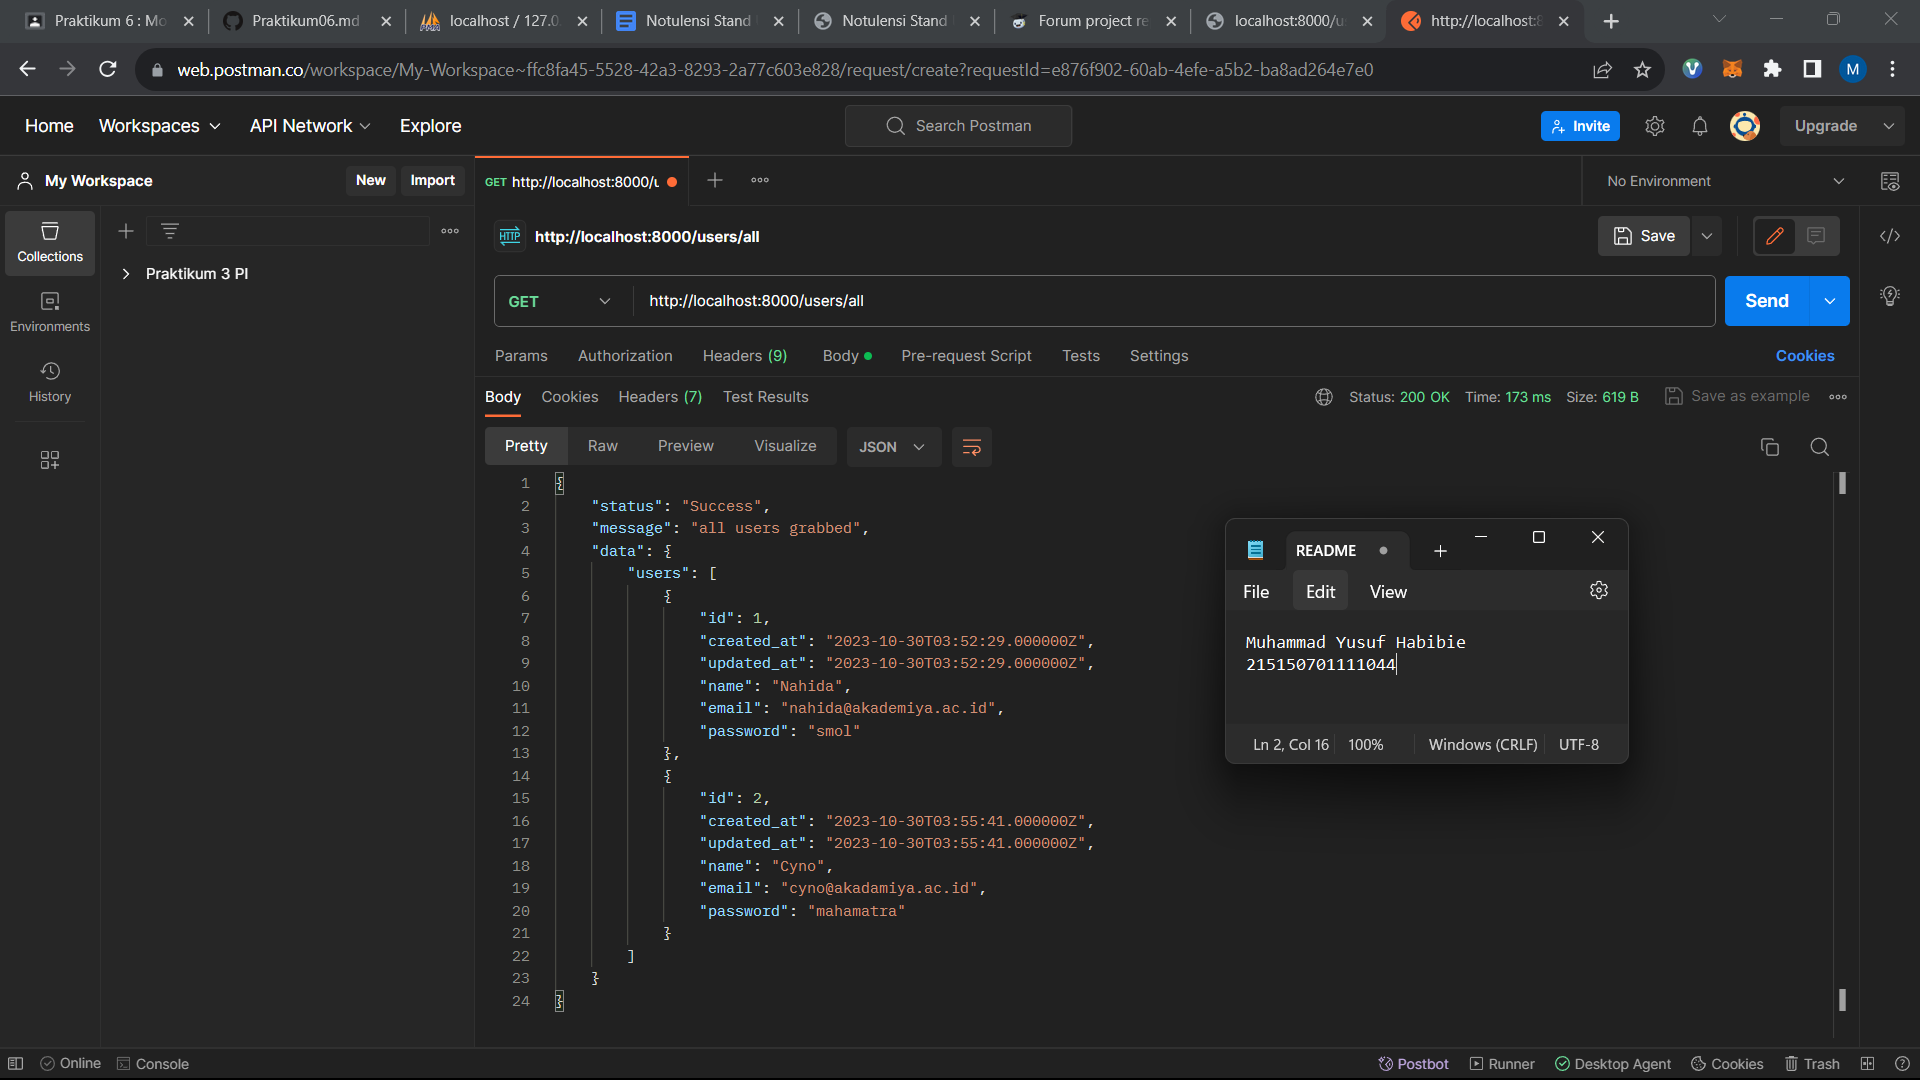 Praktikum 6 : Mo
Praktikum06.md
localhost / 127.0.
Notulensi Stand
Notulensi Stand
Forum project re
localhost:8000/u
http://localhost:8
web.postman.co/workspace/My-Workspace~ffc8fa45-5528-42a3-8293-2a77c603e828/request/create?requestId=e876f902-60ab-4efe-a5b2-ba8ad264e7e0
M
Home Workspaces API Network Explore
Search Postman
Invite
Upgrade
My Workspace
New Import
GET http://localhost:8000/u
No Environment
Collections
Environments
History
Praktikum 3 PI
HTTP http://localhost:8000/users/all
Save
GET http://localhost:8000/users/all
Send
Params Authorization Headers (9) Body Pre-request Script Tests Settings
Cookies
Body Cookies Headers (7) Test Results
Status: 200 OK Time: 173 ms Size: 619 B Save as example
Pretty Raw Preview Visualize JSON
1 {
2 "status": "Success",
3 "message": "all users grabbed",
4 "data": {
5 "users": [
6 {
7 "id": 1,
8 "created_at": "2023-10-30T03:52:29.000000Z",
9 "updated_at": "2023-10-30T03:52:29.000000Z",
10 "name": "Nahida",
11 "email": "nahida@akademiya.ac.id",
12 "password": "smol"
13 },
14 {
15 "id": 2,
16 "created_at": "2023-10-30T03:55:41.000000Z",
17 "updated_at": "2023-10-30T03:55:41.000000Z",
18 "name": "Cyno",
19 "email": "cyno@akadamiya.ac.id",
20 "password": "mahamatra"
21 }
22 ]
23 }
24 }
README
File Edit View
Muhammad Yusuf Habibie
215150701111044
Ln 2, Col 16 100% Windows (CRLF) UTF-8
Online Console
Postbot Runner Desktop Agent Cookies Trash